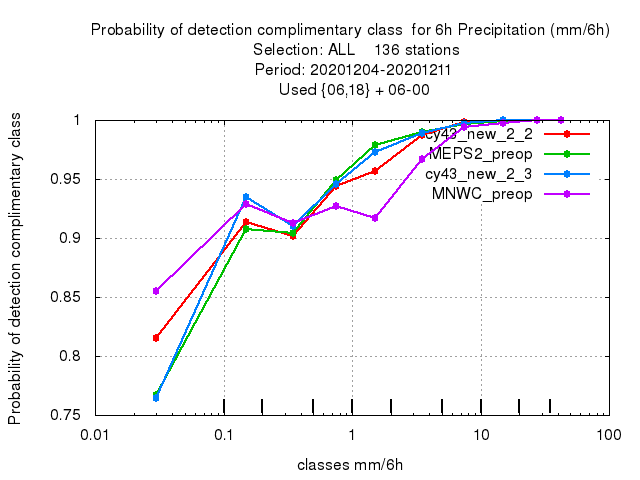 Probability of detection complimentary class  for 6h Precipitation (mm/6h)
Selection: ALL    136 stations
Period: 20201204-20201211
Used {06,18} + 06-00
Probability of detection complimentary class
1
0.95
0.9
0.85
0.8
0.75
cy43_new_2_2
MEPS2_preop
cy43_new_2_3
MNWC_preop
0.01
0.1
1
10
100
classes mm/6h